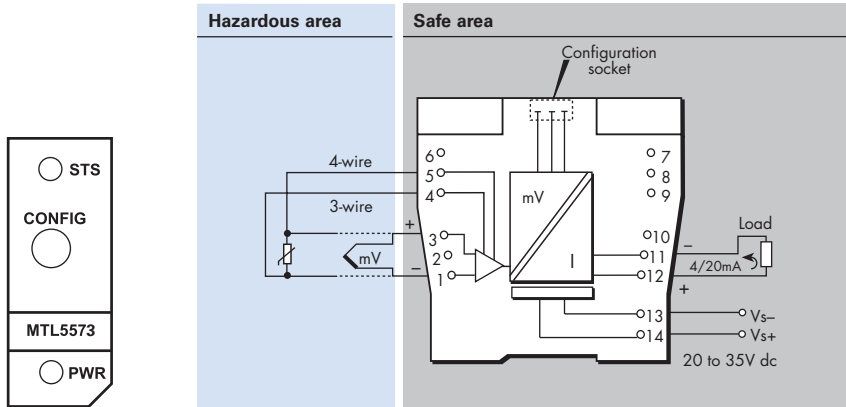 STS
CONFIG
MTL5573
PWR
Hazardous area
Safe area
Configuration
socket
4-wire
3-wire
6
5
4
3
2
1
+
mV
–
mV
I
7
8
9
10
11
12
13
14
–
Load
4/20mA
+
Vs–
Vs+
20 to 35V dc